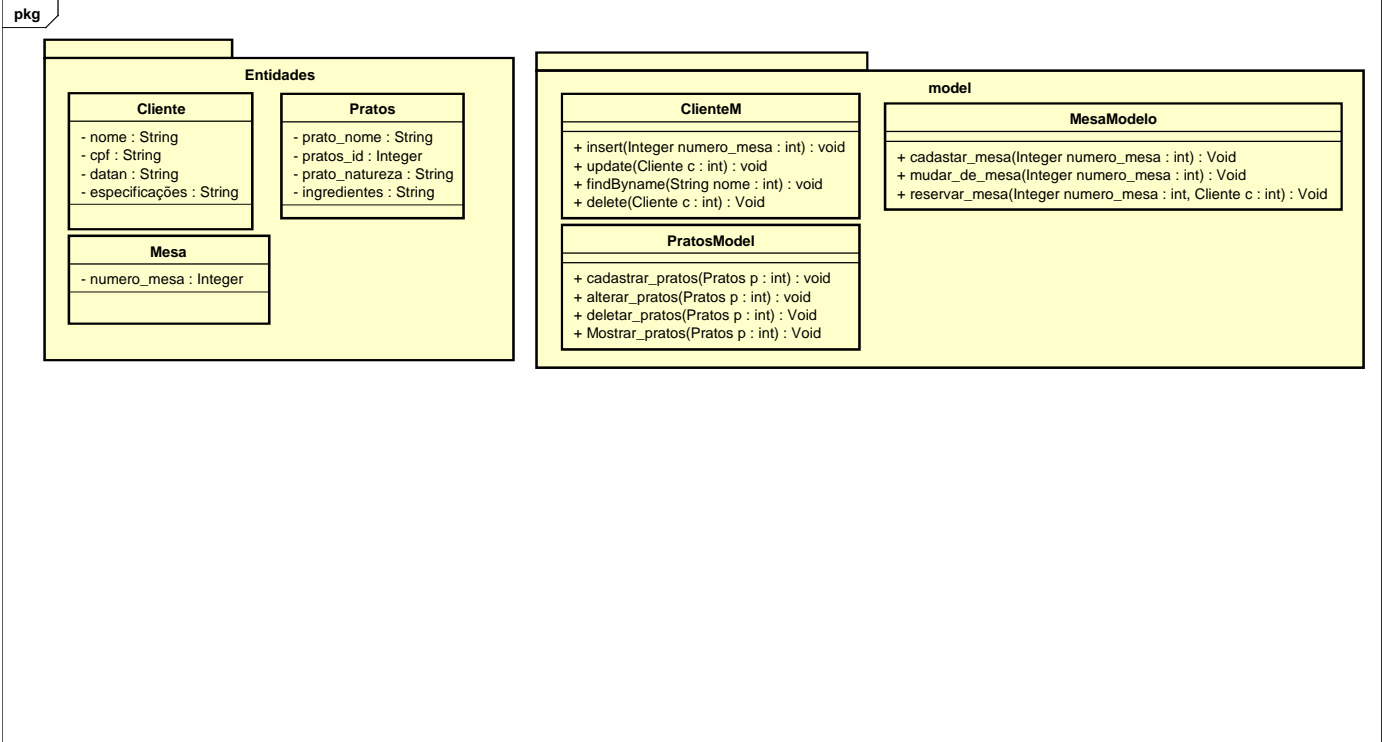 pkg
Entidades
Cliente
- nome : String
- cpf : String
- datan : String
- especificações : String
Pratos
- prato_nome : String
- pratos_id : Integer
- prato_natureza : String
- ingredientes : String
Mesa
- numero_mesa : Integer
model
ClienteM
+ insert(Integer numero_mesa : int) : void
+ update(Cliente c : int) : void
+ findByname(String nome : int) : void
+ delete(Cliente c : int) : Void
MesaModelo
+ cadastar_mesa(Integer numero_mesa : int) : Void
+ mudar_de_mesa(Integer numero_mesa : int) : Void
+ reservar_mesa(Integer numero_mesa : int, Cliente c : int) : Void
PratosModel
+ cadastrar_pratos(Pratos p : int) : void
+ alterar_pratos(Pratos p : int) : void
+ deletar_pratos(Pratos p : int) : Void
+ Mostrar_pratos(Pratos p : int) : Void